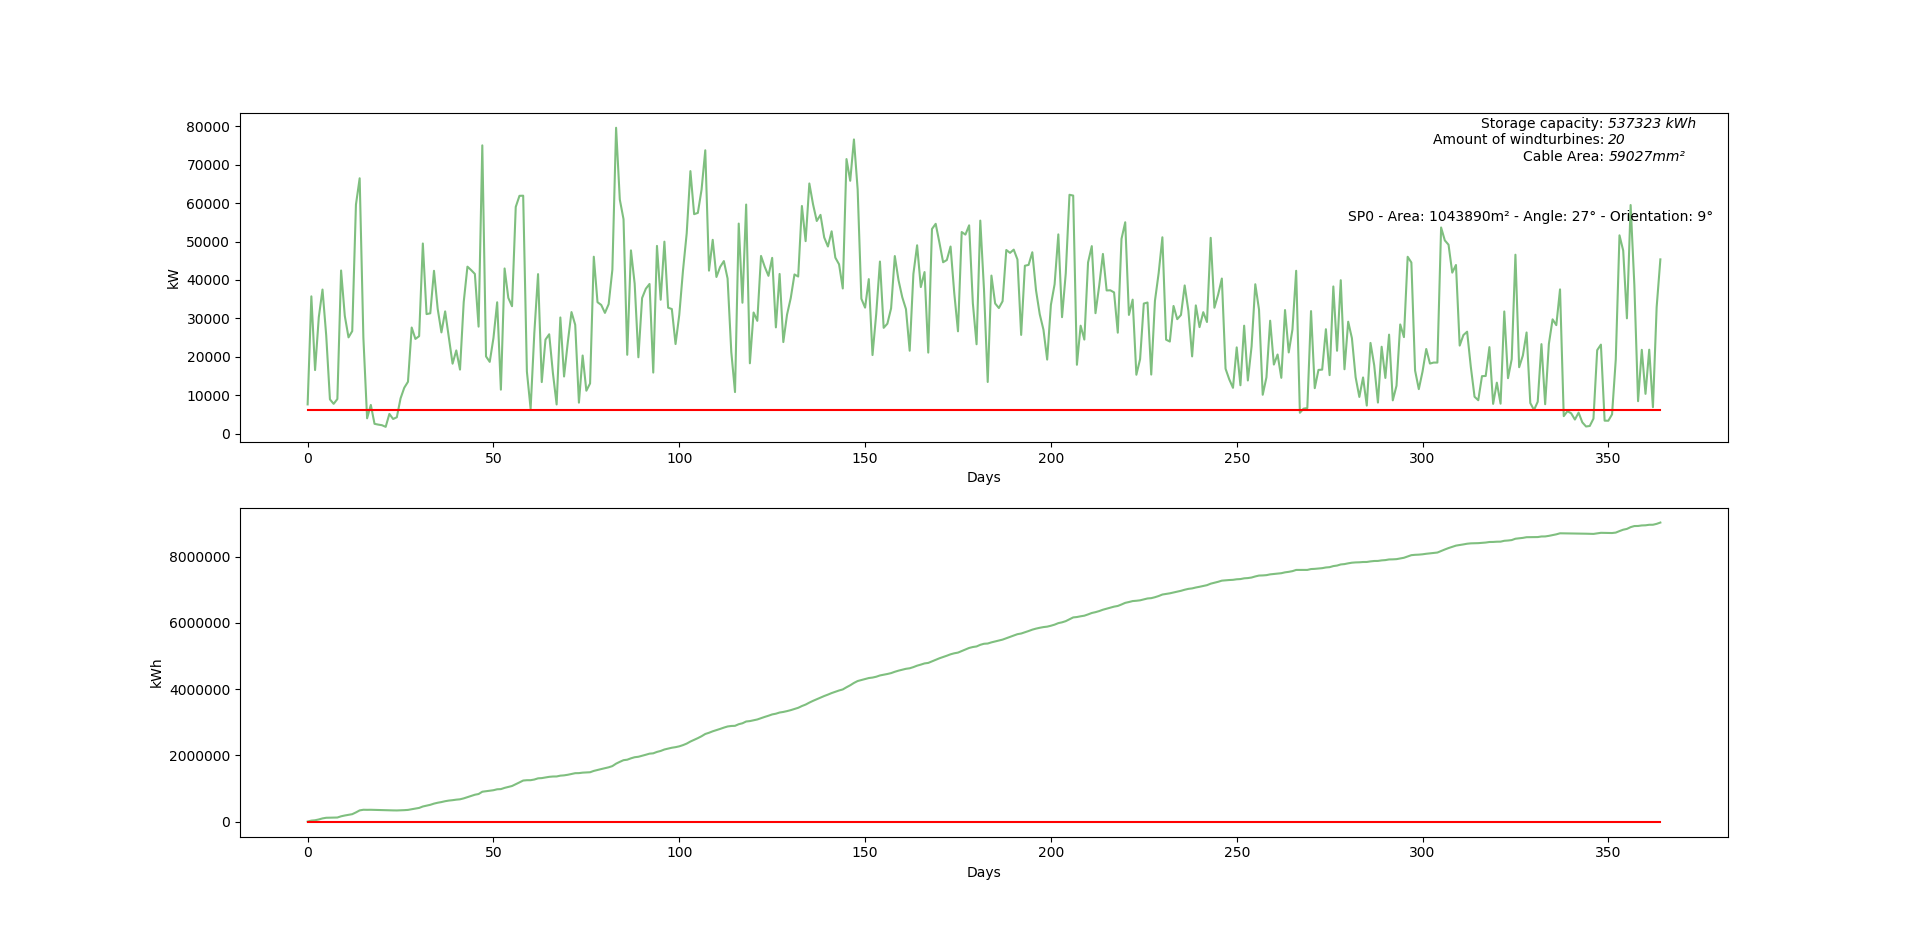 Storage capacity: 537323 kWh
Amount of windturbines: 20
Cable Area: 59027mm²
SP0 - Area: 1043890m² - Angle: 27° - Orientation: 9°
80000
70000
60000
50000
40000
30000
20000
10000
0
kW
0 50 100 150 200 250 300 350
Days
8000000
6000000
4000000
2000000
0
kWh
0 50 100 150 200 250 300 350
Days